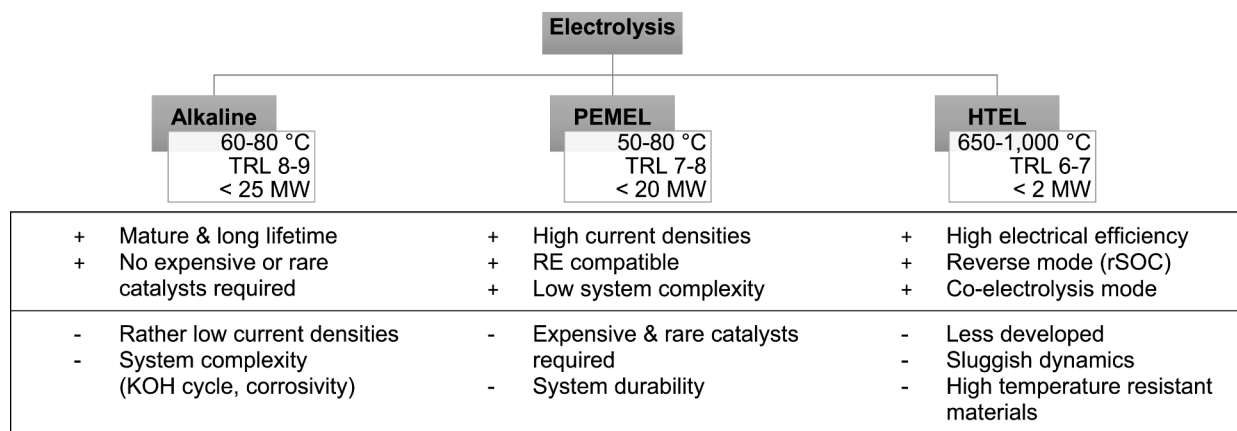 Electrolysis
Alkaline
60-80 °C
TRL 8-9
< 25 MW
PEMEL
50-80 °C
TRL 7-8
< 20 MW
HTEL
650-1,000 °C
TRL 6-7
< 2 MW
+ Mature & long lifetime
+ No expensive or rare
catalysts required
+ High current densities
+ RE compatible
+ Low system complexity
+ High electrical efficiency
+ Reverse mode (rSOC)
+ Co-electrolysis mode
- Rather low current densities
- System complexity
(KOH cycle, corrosivity)
- Expensive & rare catalysts
required
- System durability
- Less developed
- Sluggish dynamics
- High temperature resistant
materials